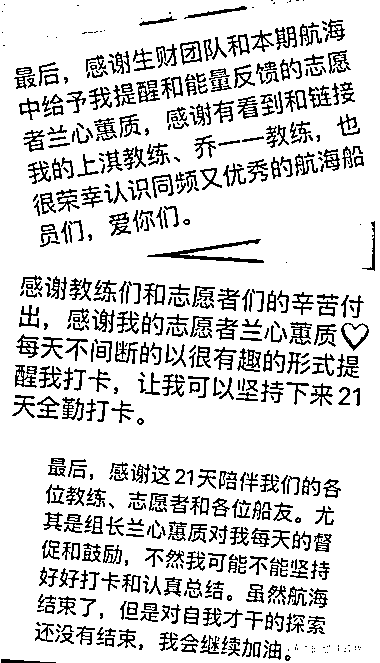 最后，感谢生财团队和本期航海
中给予我提醒和能量反馈的志愿
者兰心蕙质，感谢有看到和链接
我的上淇教练、乔一一教练，也
很荣幸认识同频又优秀的航海船
员们，爱你们。
感谢教练们和志愿者们的辛苦付
出，感谢我的志愿者兰心蕙质♡
每天不间断的以很有趣的形式提
醒我打卡，让我可以坚持下来21
天全勤打卡。
最后，感谢这21天陪伴我们的各
位教练、志愿者和各位船友。尤
其是组长兰心蕙质对我每天的督
促和鼓励，不然我可能不能坚持
好好打卡和认真总结。虽然航海
结束了，但是对自我才干的探索
还没有结束，我会继续加油。